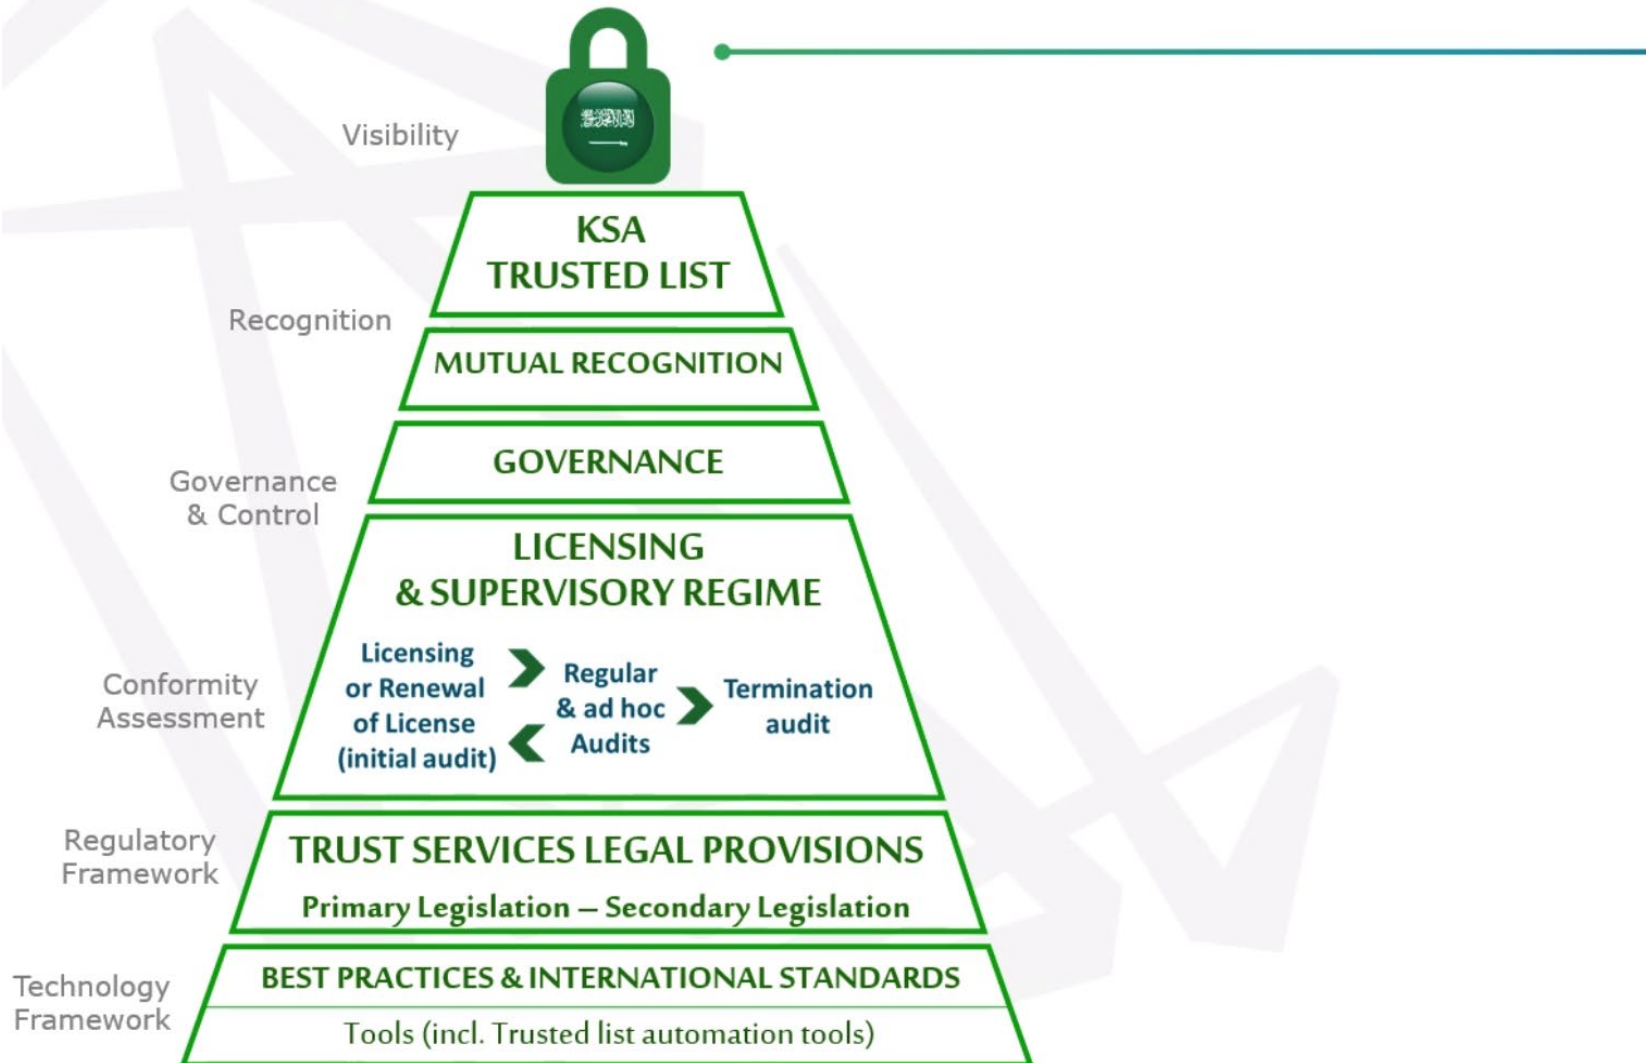 Visibility
KSA
TRUSTED LIST
Recognition
MUTUAL RECOGNITION
GOVERNANCE
Governance
& Control
LICENSING
& SUPERVISORY REGIME
Licensing
or Renewal
of License
(initial audit)
Regular
& ad hoc
Audits
Termination
audit
Conformity
Assessment
Regulatory
Framework
TRUST SERVICES LEGAL PROVISIONS
Primary Legislation – Secondary Legislation
Technology
Framework
BEST PRACTICES & INTERNATIONAL STANDARDS
Tools (incl. Trusted list automation tools)